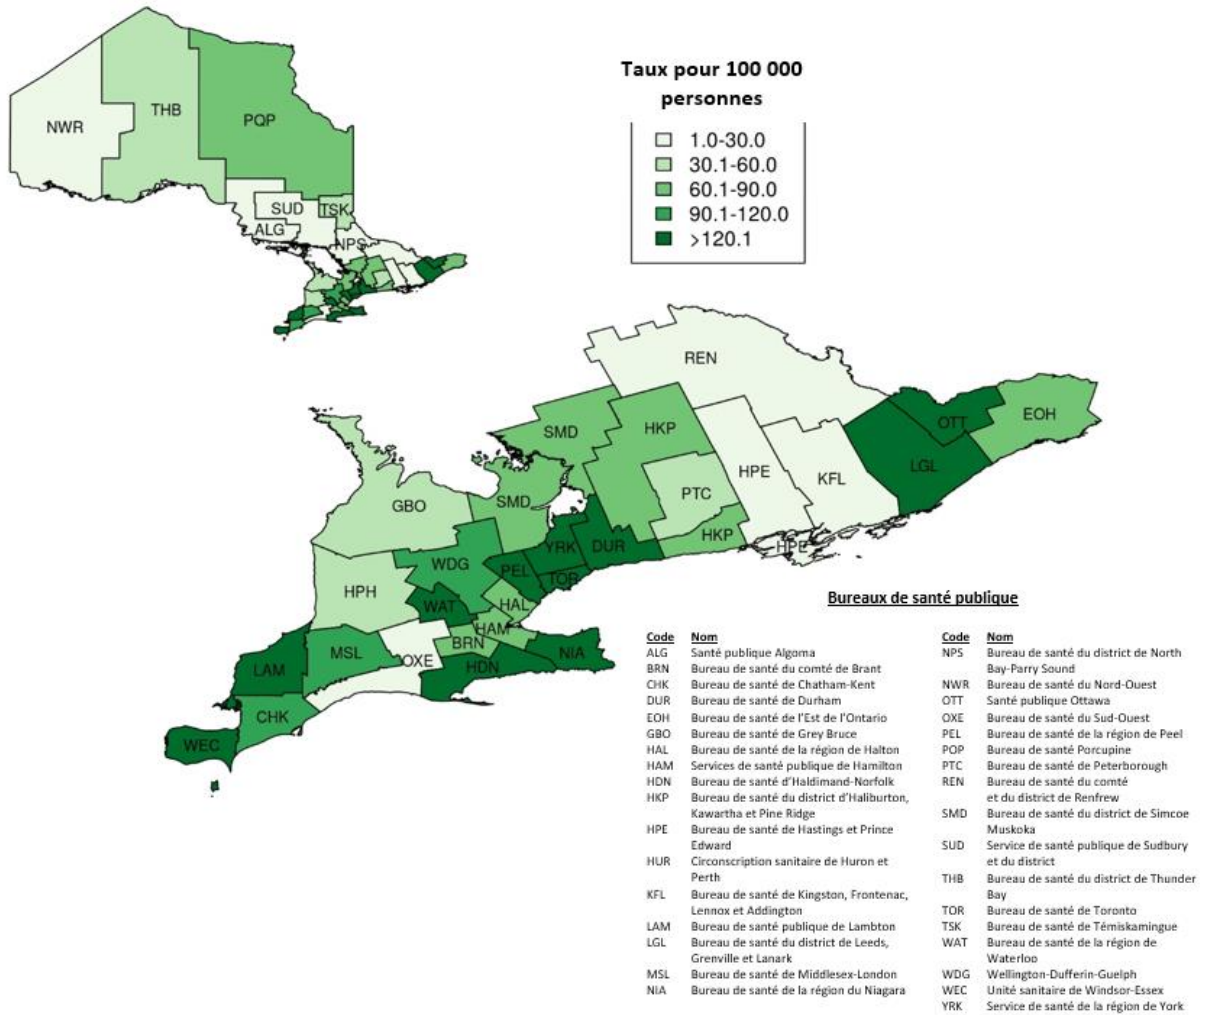 Taux pour 100 000
personnes
1.0-30.0
30.1-60.0
60.1-90.0
90.1-120.0
>120.1
NWR
THB
PQP
SUD
TSK
ALG
NPS
REN
SMD
HKP
OTT
EOH
HPE
KFL
LGL
PTC
GBO
SMD
HKP
YRK
DUR
HPE
WDG
PEL
TOR
HPH
WAT
HAL
HAM
BRN
MSL
OXE
HDN
NIA
LAM
CHK
WEC
Bureaux de santé publique
Code Nom
ALG Santé publique Algoma
BRN Bureau de santé du comté de Brant
CHK Bureau de santé de Chatham-Kent
DUR Bureau de santé de Durham
EOH Bureau de santé de l'Est de l'Ontario
GBO Bureau de santé de Grey Bruce
HAL Bureau de santé de la région de Halton
HAM Services de santé publique de Hamilton
HDN Bureau de santé d'Haldimand-Norfolk
HKP Bureau de santé du district d'Haliburton,
Kawartha et Pine Ridge
HPE Bureau de santé de Hastings et Prince
Edward
HUR Circonscription sanitaire de Huron et
Perth
KFL Bureau de santé de Kingston, Frontenac,
Lennox et Addington
LAM Bureau de santé publique de Lambton
LGL Bureau de santé du district de Leeds,
Grenville et Lanark
MSL Bureau de santé de Middlesex-London
NIA Bureau de santé de la région du Niagara
Code Nom
NPS Bureau de santé du district de North
Bay-Parry Sound
NWR Bureau de santé du Nord-Ouest
OTT Santé publique Ottawa
OXE Bureau de santé du Sud-Ouest
PEL Bureau de santé de la région de Peel
POP Bureau de santé Porcupine
PTC Bureau de santé de Peterborough
REN Bureau de santé du comté
et du district de Renfrew
SMD Bureau de santé du district de Simcoe
Muskoka
SUD Service de santé publique de Sudbury
et du district
THB Bureau de santé du district de Thunder
Bay
TOR Bureau de santé de Toronto
TSK Bureau de santé de Témiskamingue
WAT Bureau de santé de la région de
Waterloo
WDG Wellington-Dufferin-Guelph
WEC Unité sanitaire de Windsor-Essex
YRK Service de santé de la région de York